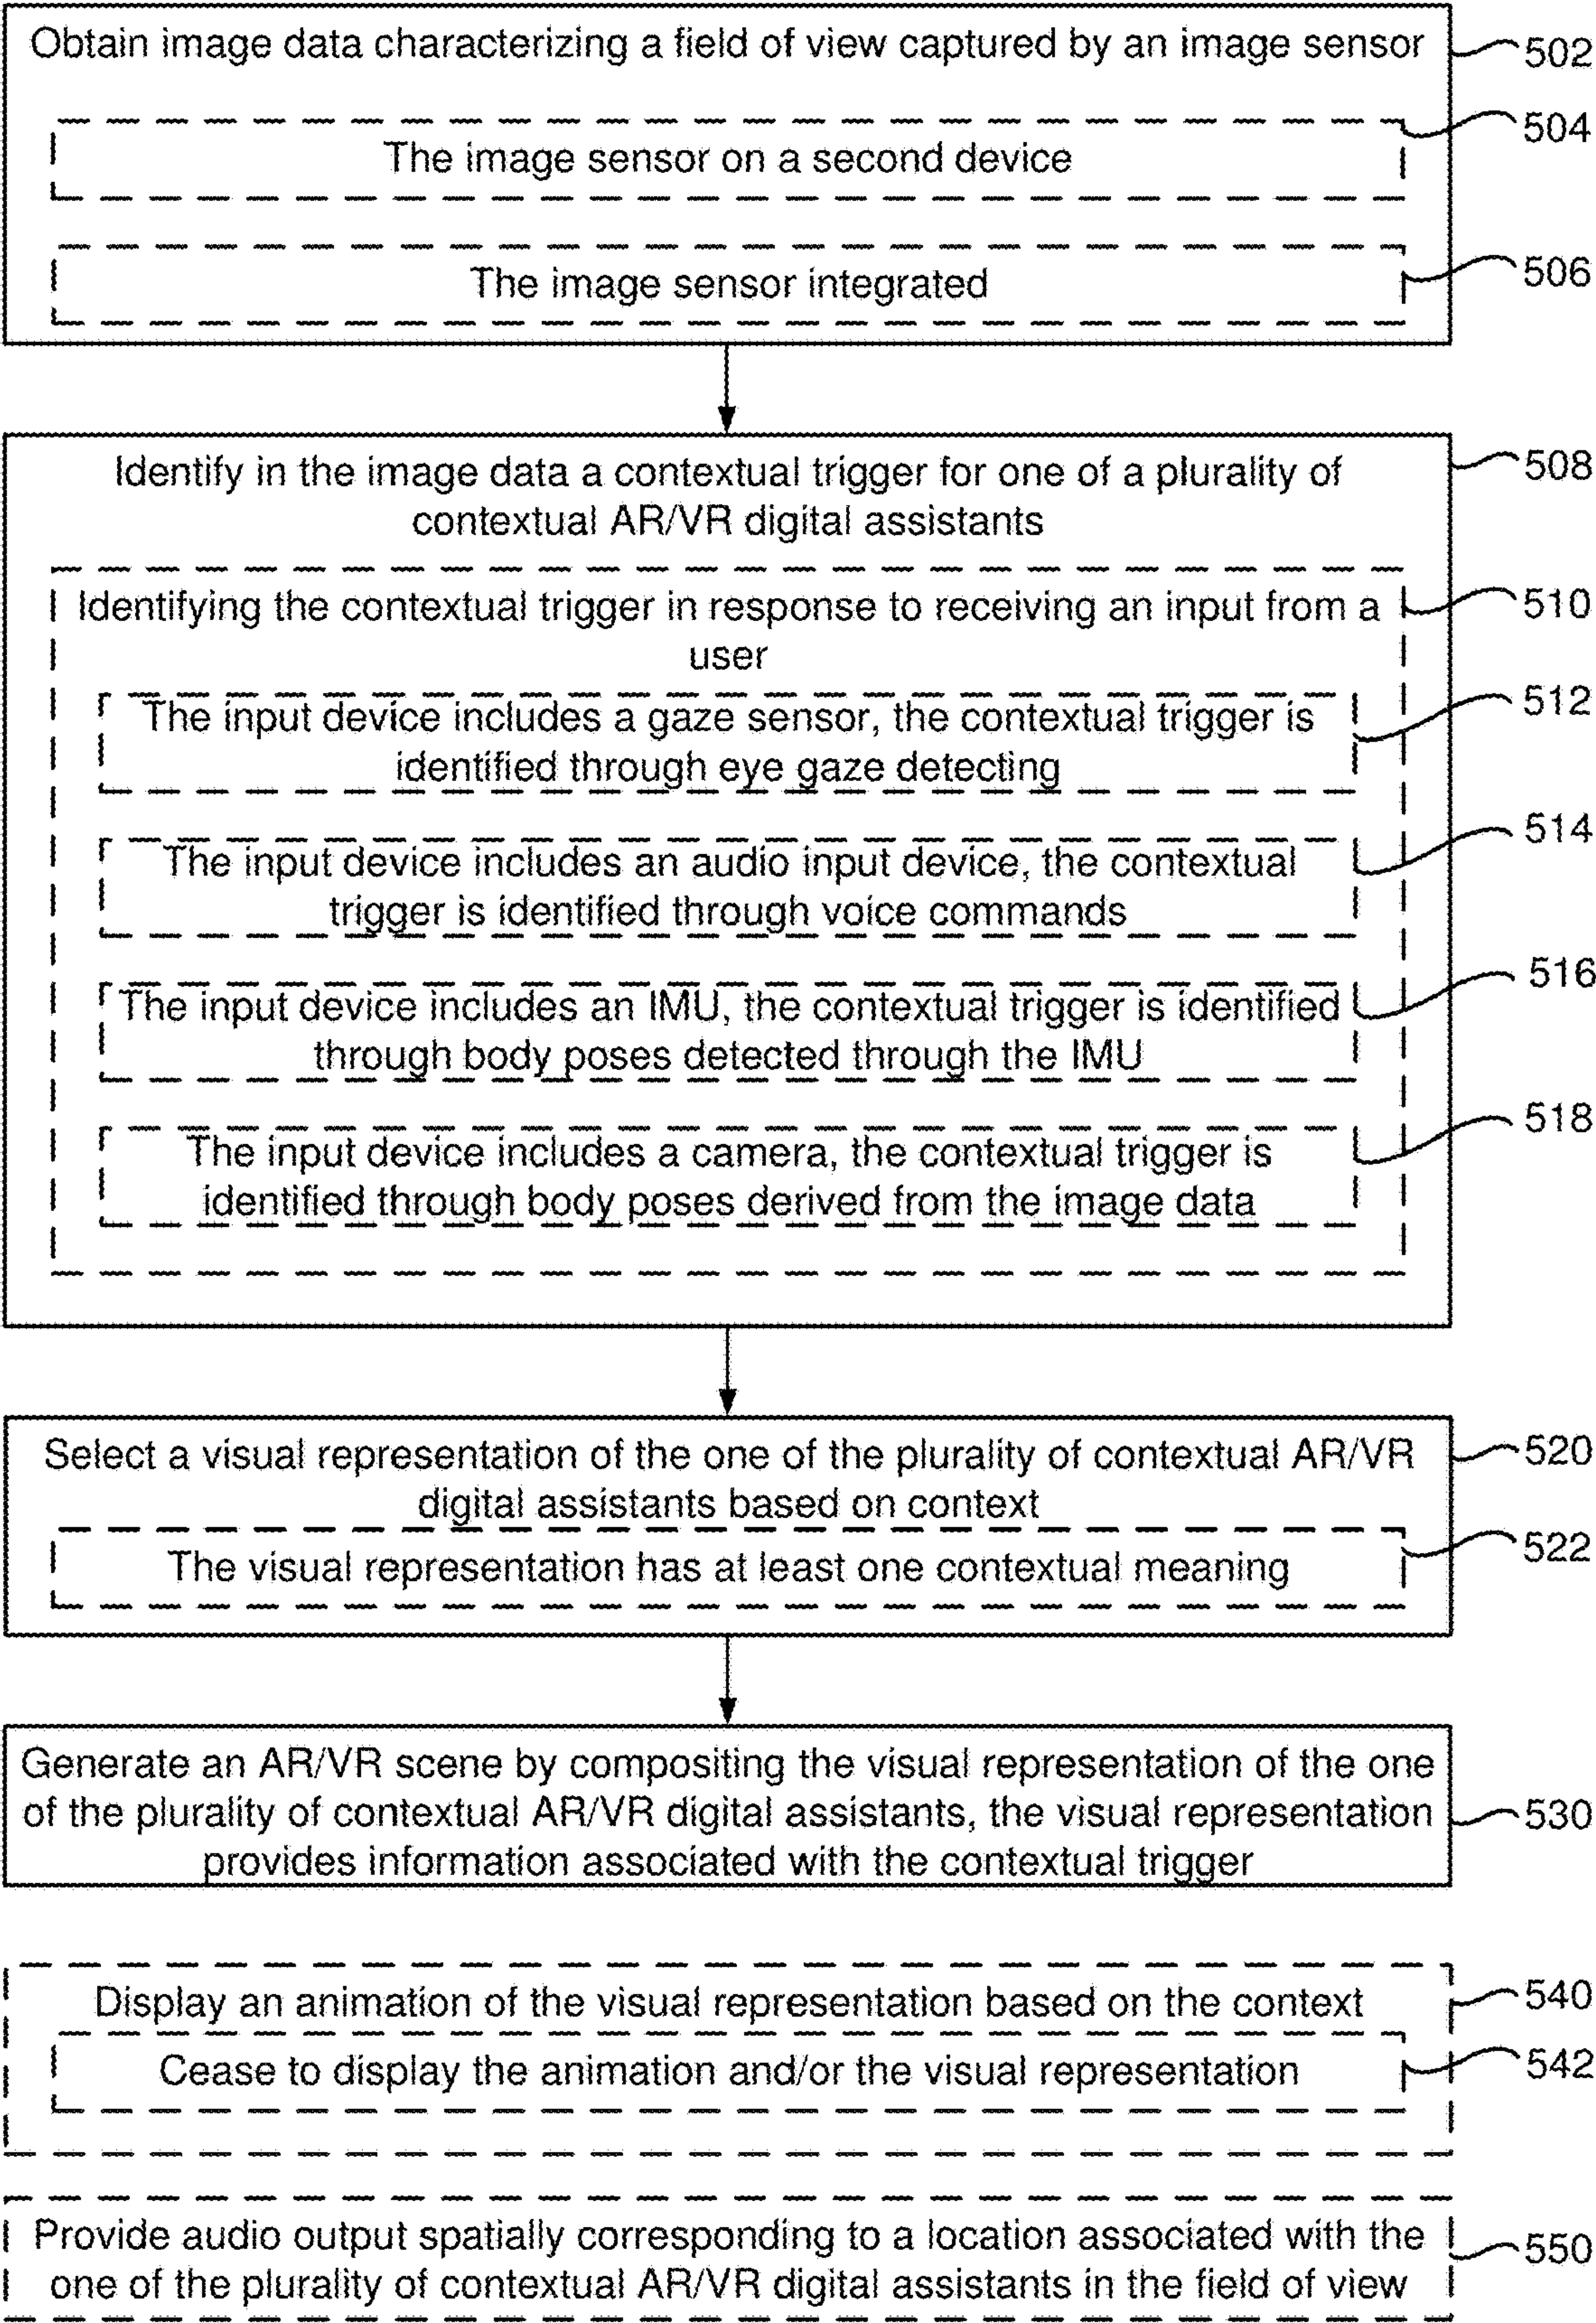 Obtain image data characterizing a field of view captured by an image sensor
502
The image sensor on a second device
504
The image sensor integrated
506
Identify in the image data a contextual trigger for one of a plurality of
contextual AR/VR digital assistants
508
Identifying the contextual trigger in response to receiving an input from a
user
510
The input device includes a gaze sensor, the contextual trigger is
identified through eye gaze detecting
512
The input device includes an audio input device, the contextual
trigger is identified through voice commands
514
The input device includes an IMU, the contextual trigger is identified
through body poses detected through the IMU
516
The input device includes a camera, the contextual trigger is
identified through body poses derived from the image data
518
Select a visual representation of the one of the plurality of contextual AR/VR
digital assistants based on context
520
The visual representation has at least one contextual meaning
522
Generate an AR/VR scene by compositing the visual representation of the one
of the plurality of contextual AR/VR digital assistants, the visual representation
provides information associated with the contextual trigger
530
Display an animation of the visual representation based on the context
540
Cease to display the animation and/or the visual representation
542
Provide audio output spatially corresponding to a location associated with the
one of the plurality of contextual AR/VR digital assistants in the field of view
550